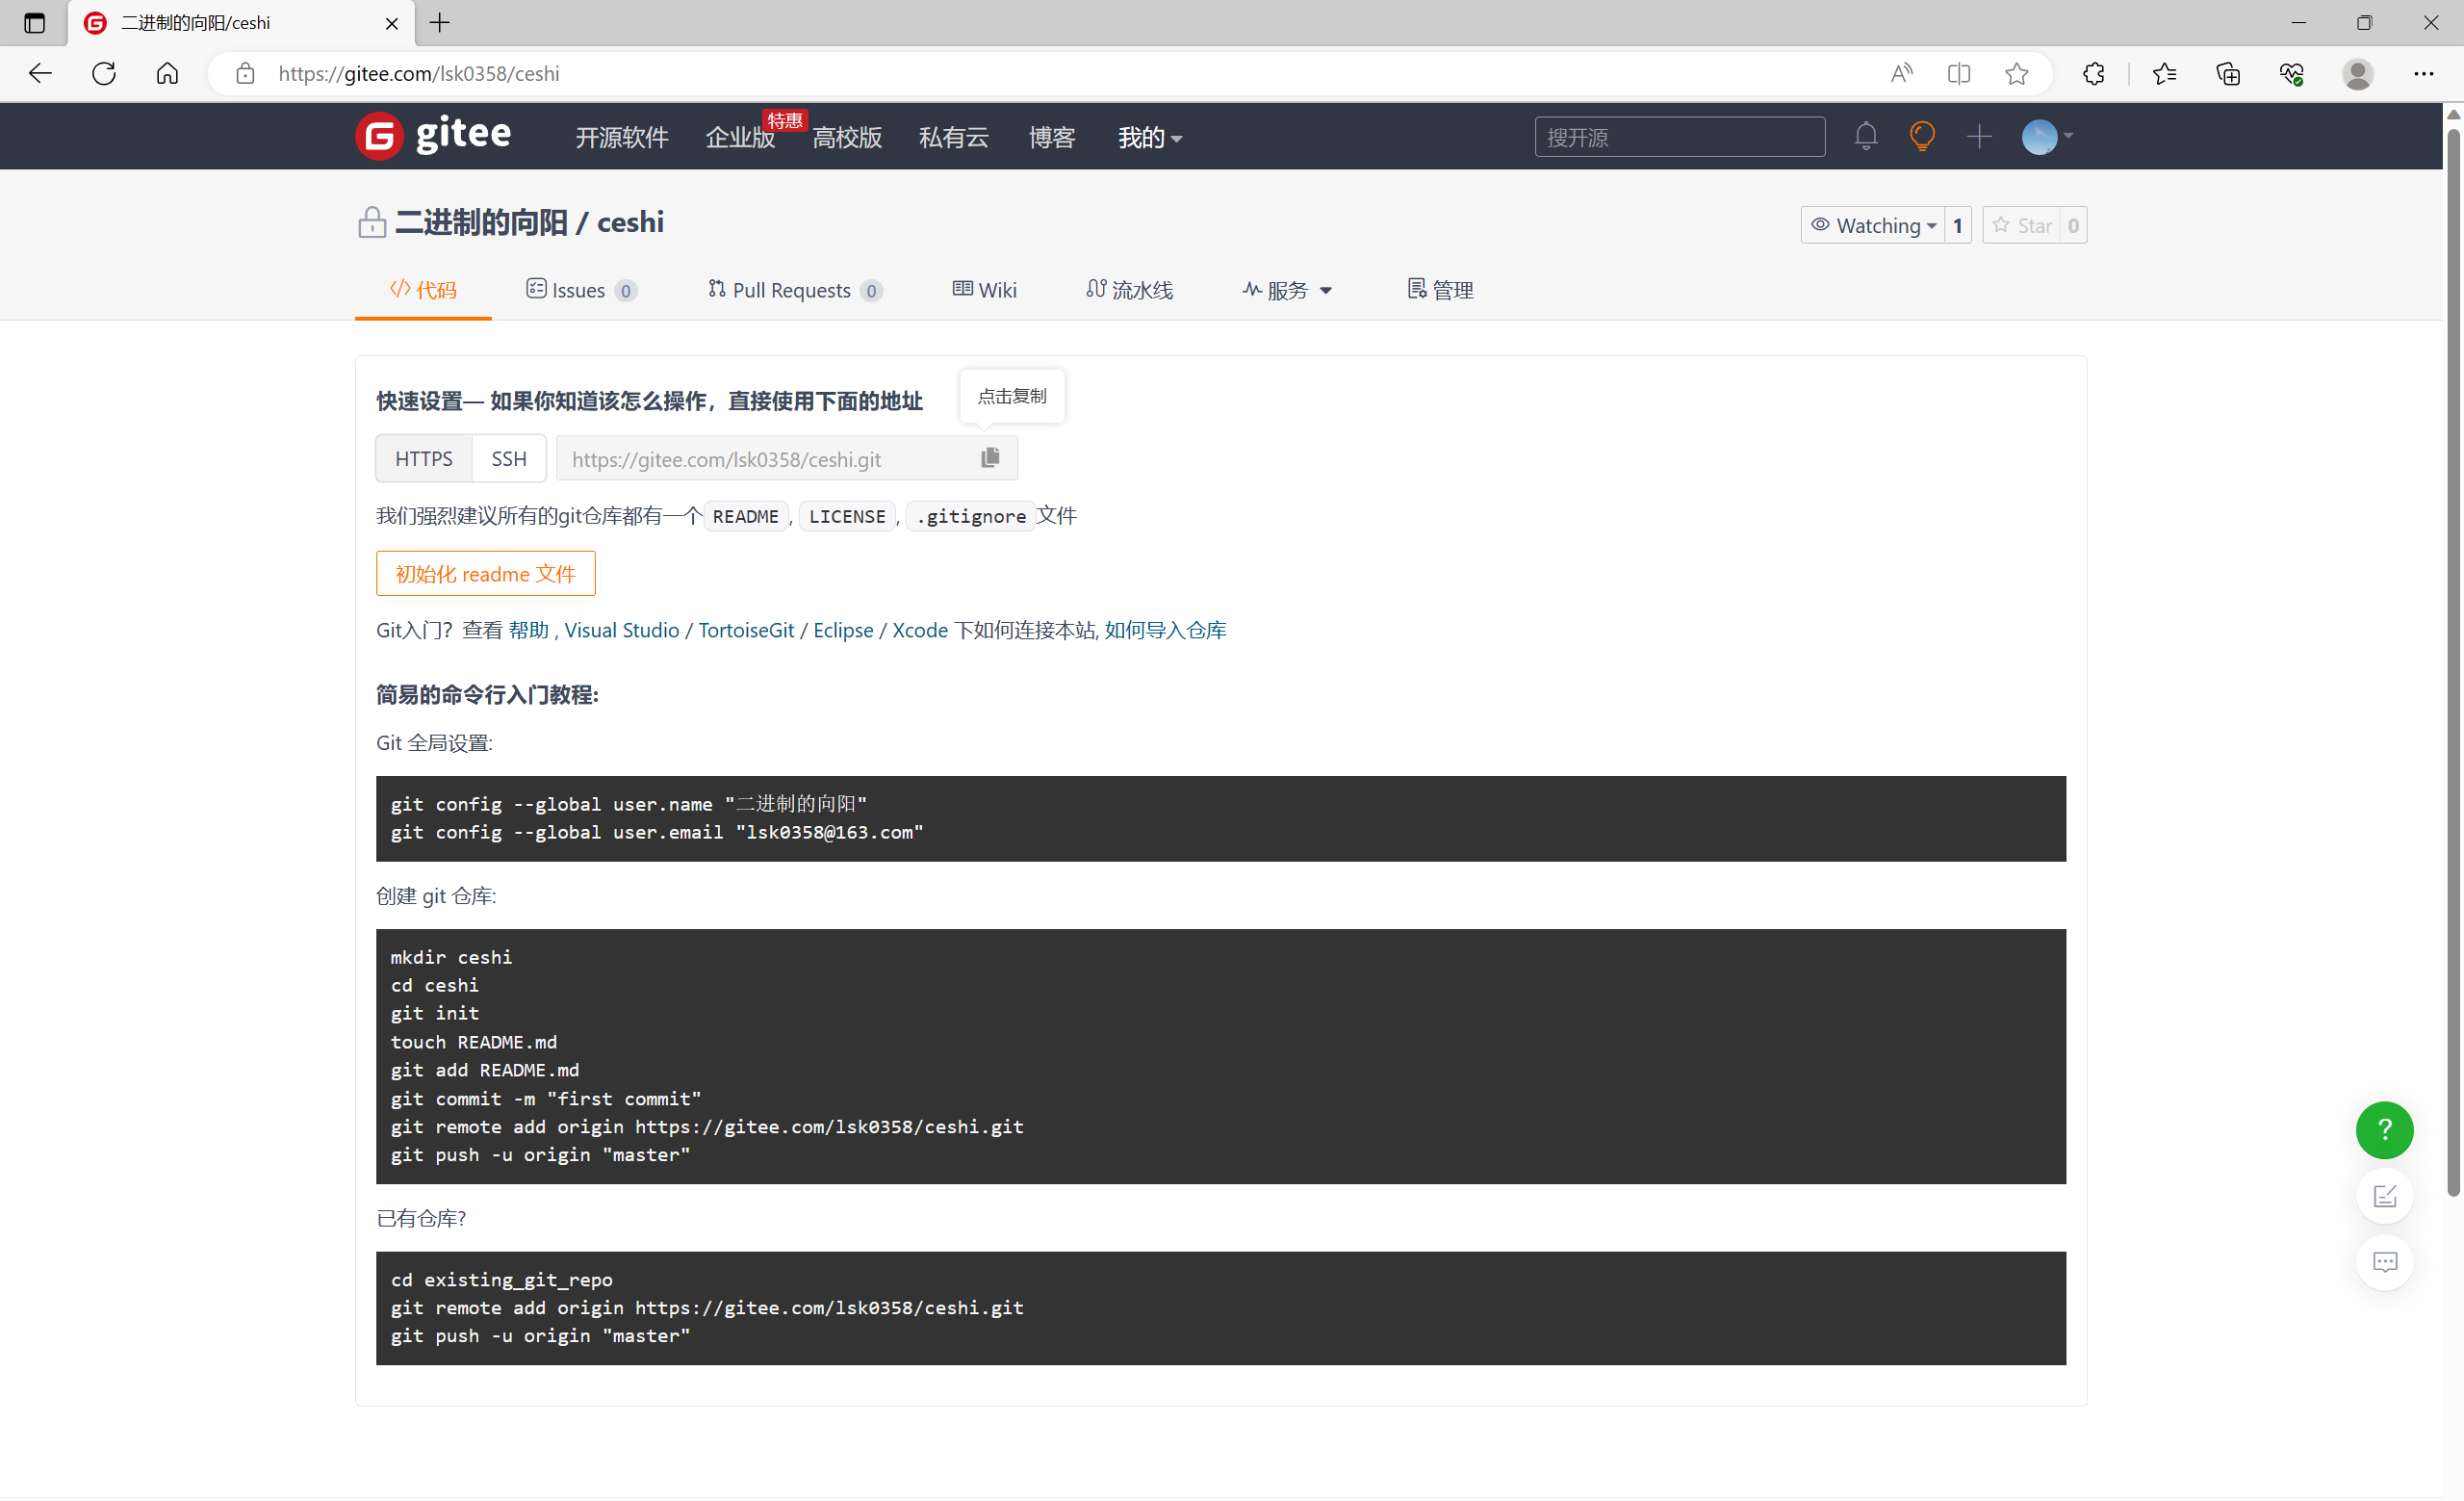 二进制的向阳/ceshi
https://gitee.com/lsk0358/ceshi
gitee 开源软件 企业版 特惠 高校版 私有云 博客 我的 搜开源
二进制的向阳 / ceshi Watching 1 Star 0
代码 Issues 0 Pull Requests 0 Wiki 流水线 服务 管理
快速设置— 如果你知道该怎么操作，直接使用下面的地址
点击复制
HTTPS SSH https://gitee.com/lsk0358/ceshi.git
我们强烈建议所有的git仓库都有一个 README, LICENSE, .gitignore 文件
初始化 readme 文件
Git入门？查看 帮助 , Visual Studio / TortoiseGit / Eclipse / Xcode 下如何连接本站, 如何导入仓库
简易的命令行入门教程:
Git 全局设置:
git config --global user.name "二进制的向阳"
git config --global user.email "lsk0358@163.com"
创建 git 仓库:
mkdir ceshi
cd ceshi
git init
touch README.md
git add README.md
git commit -m "first commit"
git remote add origin https://gitee.com/lsk0358/ceshi.git
git push -u origin "master"
已有仓库?
cd existing_git_repo
git remote add origin https://gitee.com/lsk0358/ceshi.git
git push -u origin "master"
?